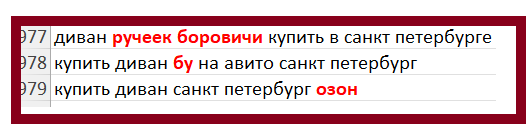 977 диван ручеек боровичи купить в санкт петербурге
978 купить диван бу на авито санкт петербург
979 купить диван санкт петербург озон